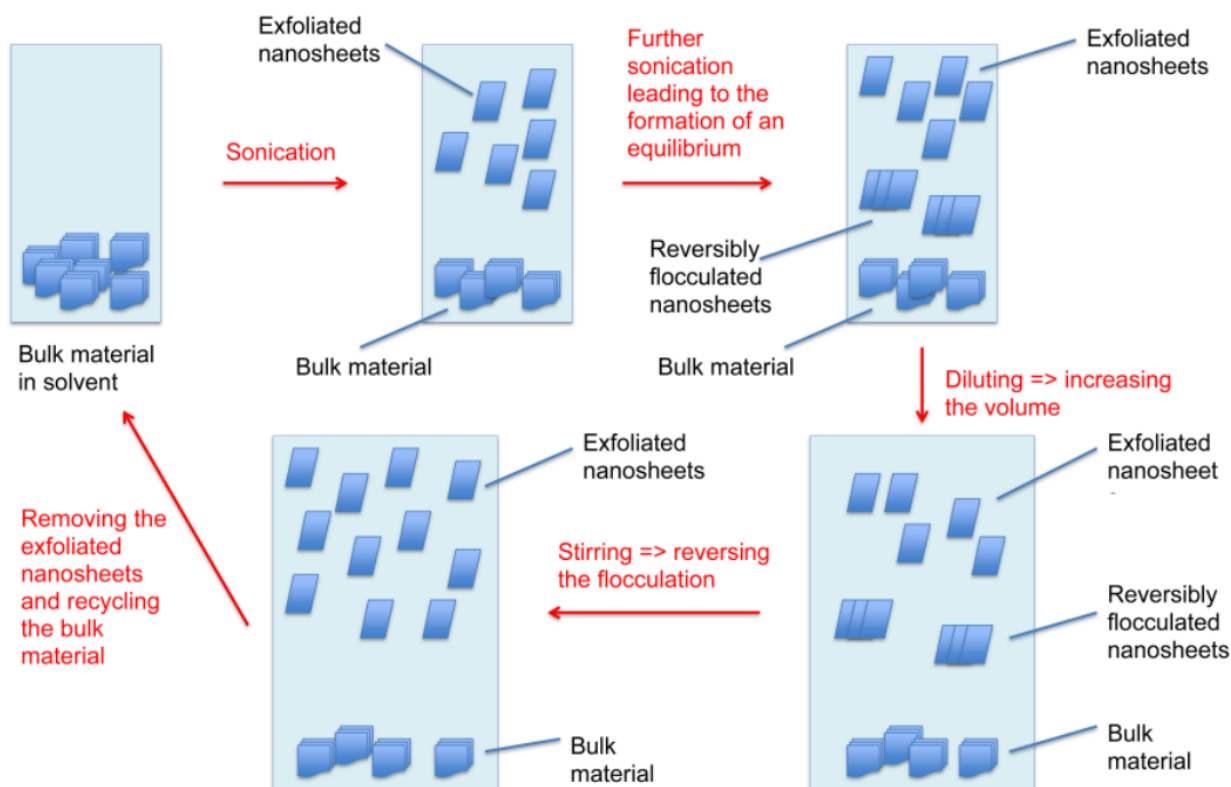 Exfoliated
nanosheets
Sonication
Further
sonication
leading to the
formation of an
equilibrium
Exfoliated
nanosheets
Bulk material
in solvent
Bulk material
Reversibly
flocculated
nanosheets
Bulk material
Diluting => increasing
the volume
Exfoliated
nanosheet
Reversibly
flocculated
nanosheets
Bulk
material
Stirring => reversing
the flocculation
Exfoliated
nanosheets
Bulk
material
Removing the
exfoliated
nanosheets
and recycling
the bulk
material